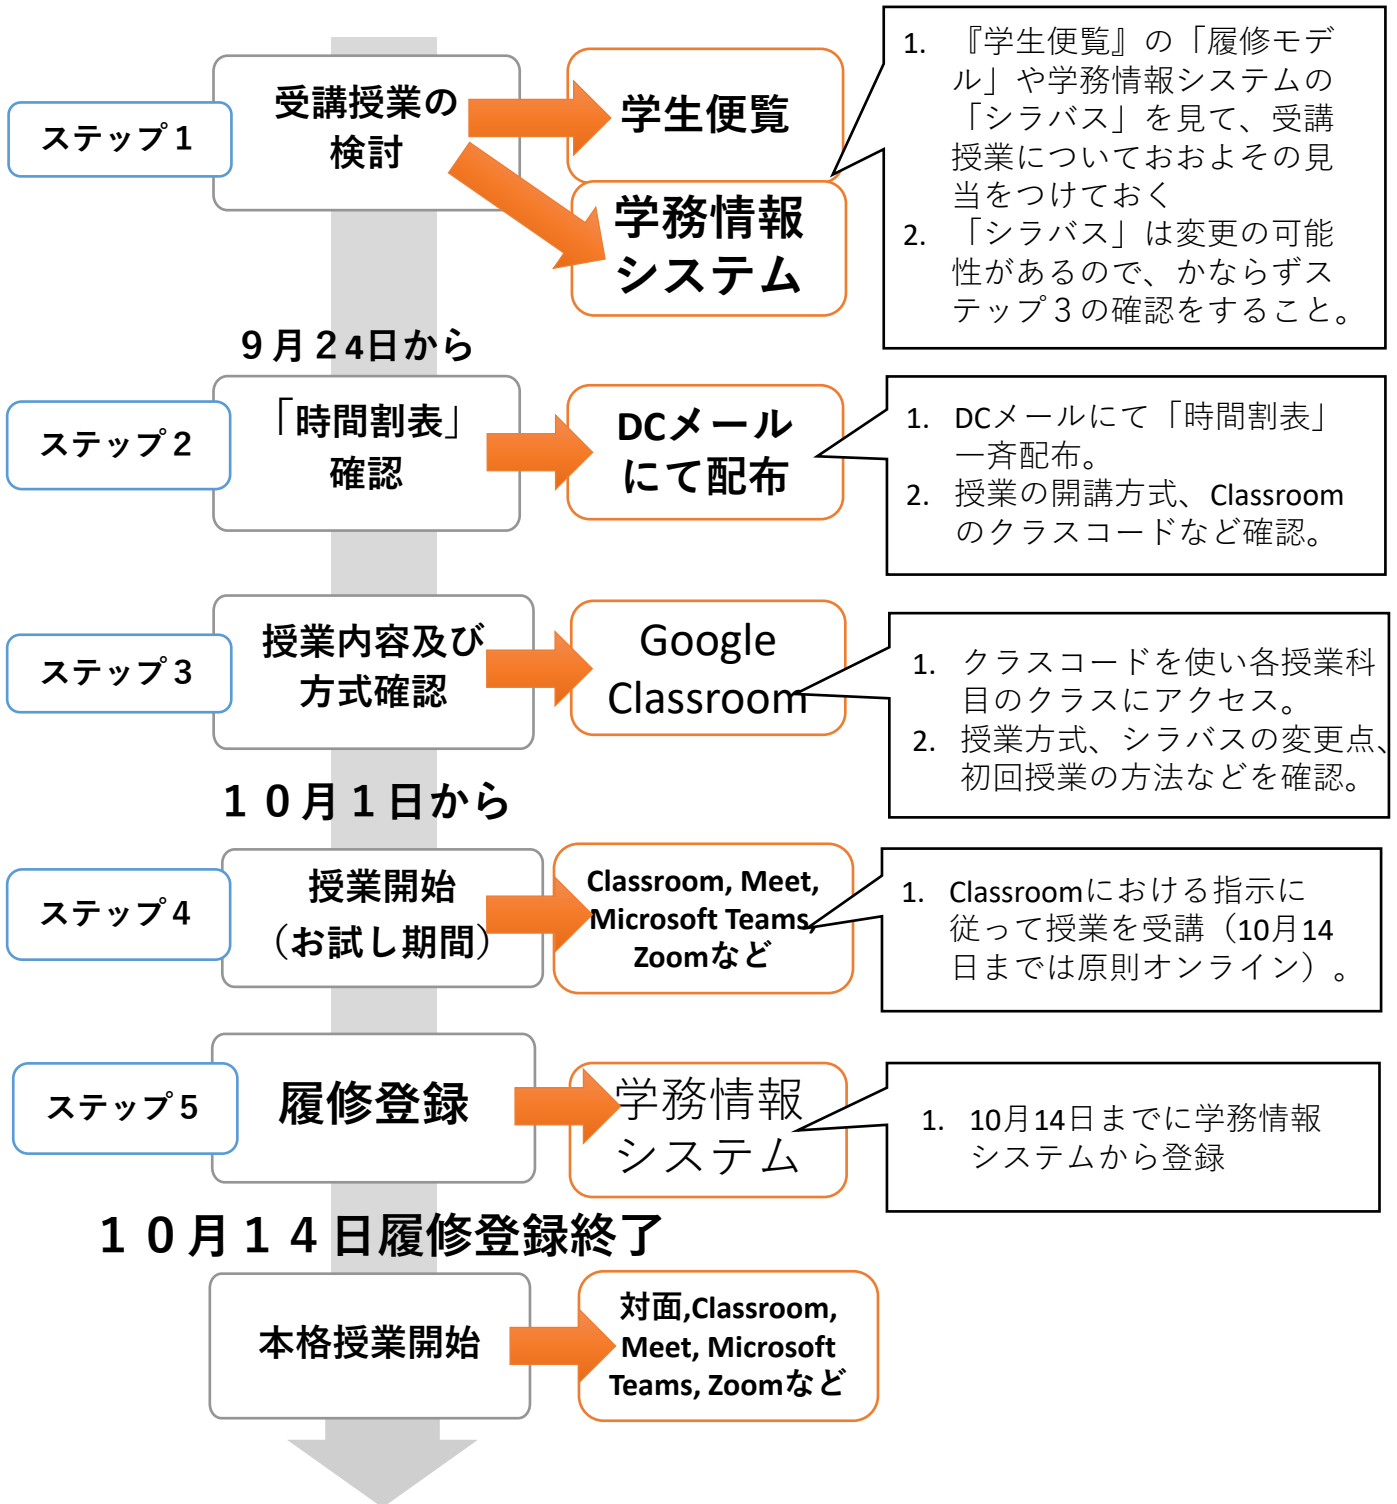 ステップ１
受講授業の
検討
学生便覧
学務情報
システム
1. 『学生便覧』の「履修モデ
ル」や学務情報システムの
「シラバス」を見て、受講
授業についておおよその見
当をつけておく
2. 「シラバス」は変更の可能
性があるので、かならずス
テップ３の確認をすること。
９月２4日から
ステップ２
「時間割表」
確認
DCメール
にて配布
1. DCメールにて「時間割表」
一斉配布。
2. 授業の開講方式、Classroom
のクラスコードなど確認。
ステップ３
授業内容及び
方式確認
Google
Classroom
1. クラスコードを使い各授業科
目のクラスにアクセス。
2. 授業方式、シラバスの変更点、
初回授業の方法などを確認。
１０月１日から
ステップ４
授業開始
（お試し期間）
Classroom, Meet,
Microsoft Teams,
Zoomなど
1. Classroomにおける指示に
従って授業を受講（10月14
日までは原則オンライン）。
ステップ５
履修登録
学務情報
システム
1. 10月14日までに学務情報
システムから登録
１０月１４日履修登録終了
本格授業開始
対面,Classroom,
Meet, Microsoft
Teams, Zoomなど